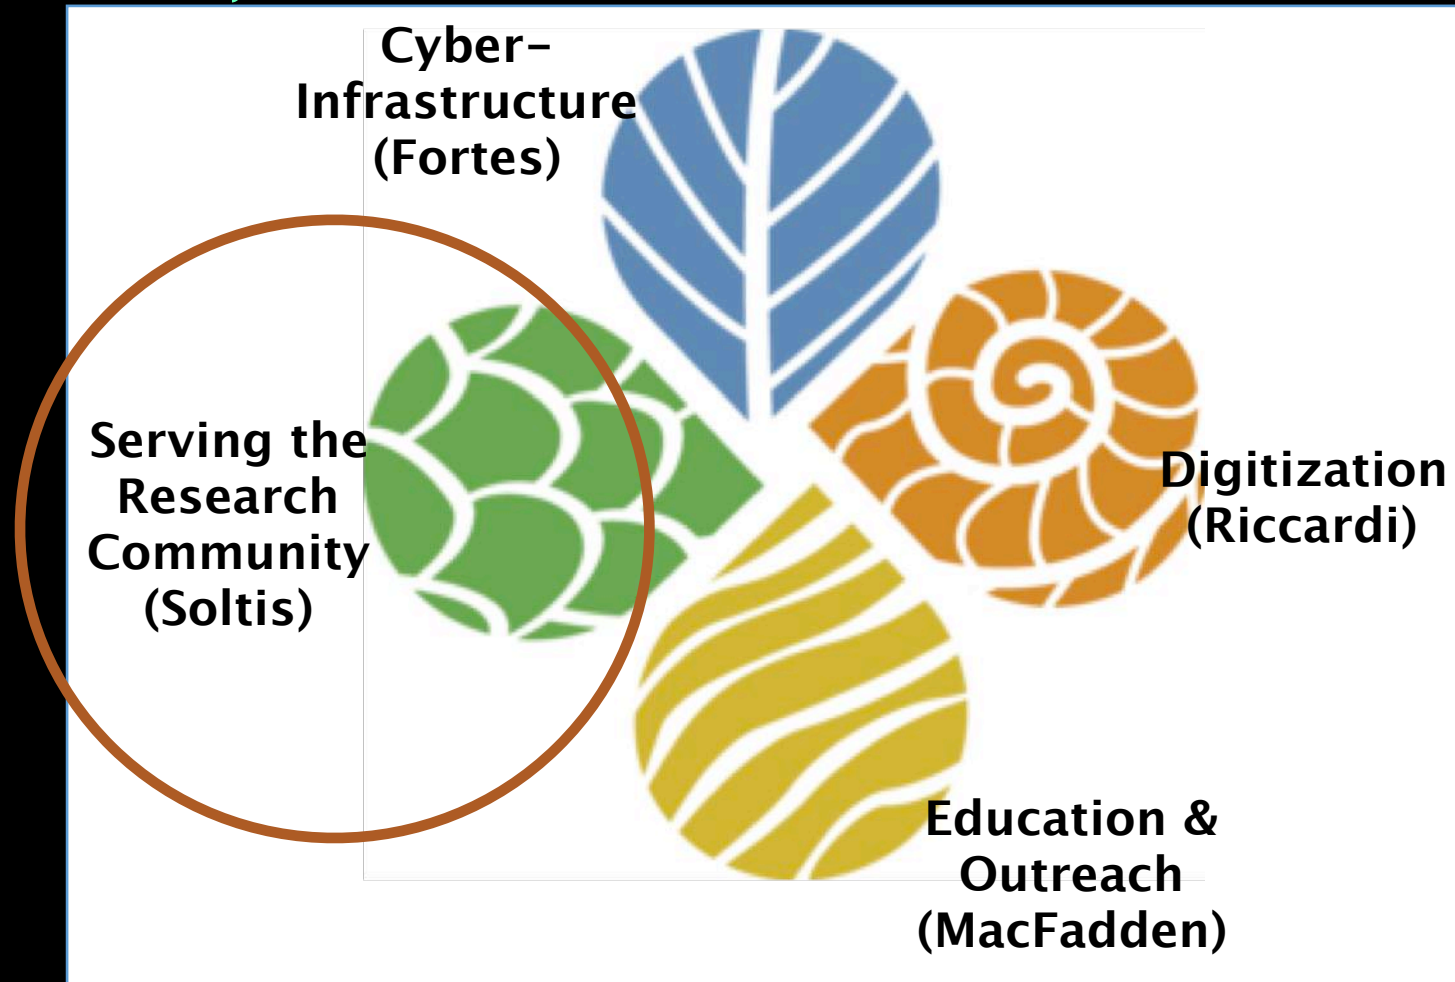 Cyber-
Infrastructure
(Fortes)
Serving the
Research
Community
(Soltis)
Digitization
(Riccardi)
Education &
Outreach
(MacFadden)